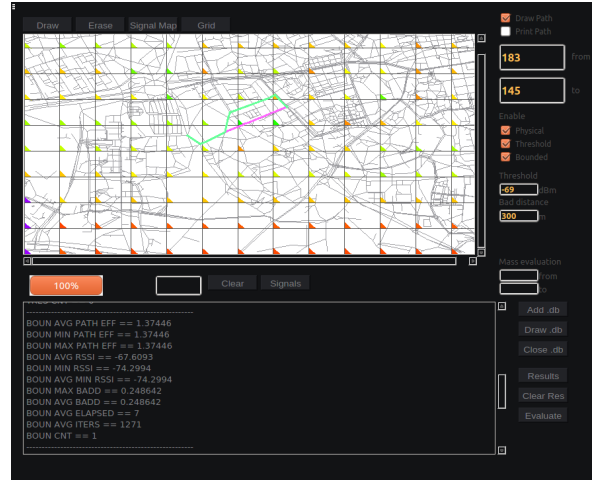 Draw Erase Signal Map Grid
Draw Path
Print Path
183 from
145 to
Enable
Physical
Threshold
Bounded
Threshold
-69 dBm
Bad distance
300 m
Mass evaluation
from
to
100% Clear Signals
BOUN AVG PATH EFF == 1.37446
BOUN MIN PATH EFF == 1.37446
BOUN MAX PATH EFF == 1.37446
BOUN AVG RSSI == -67.6093
BOUN MIN RSSI == -74.2994
BOUN AVG MIN RSSI == -74.2994
BOUN MAX BADD == 0.248642
BOUN AVG BADD == 0.248642
BOUN AVG ELAPSED == 7
BOUN AVG ITERS == 1271
BOUN CNT == 1
Add .db
Draw .db
Close .db
Results
Clear Res
Evaluate